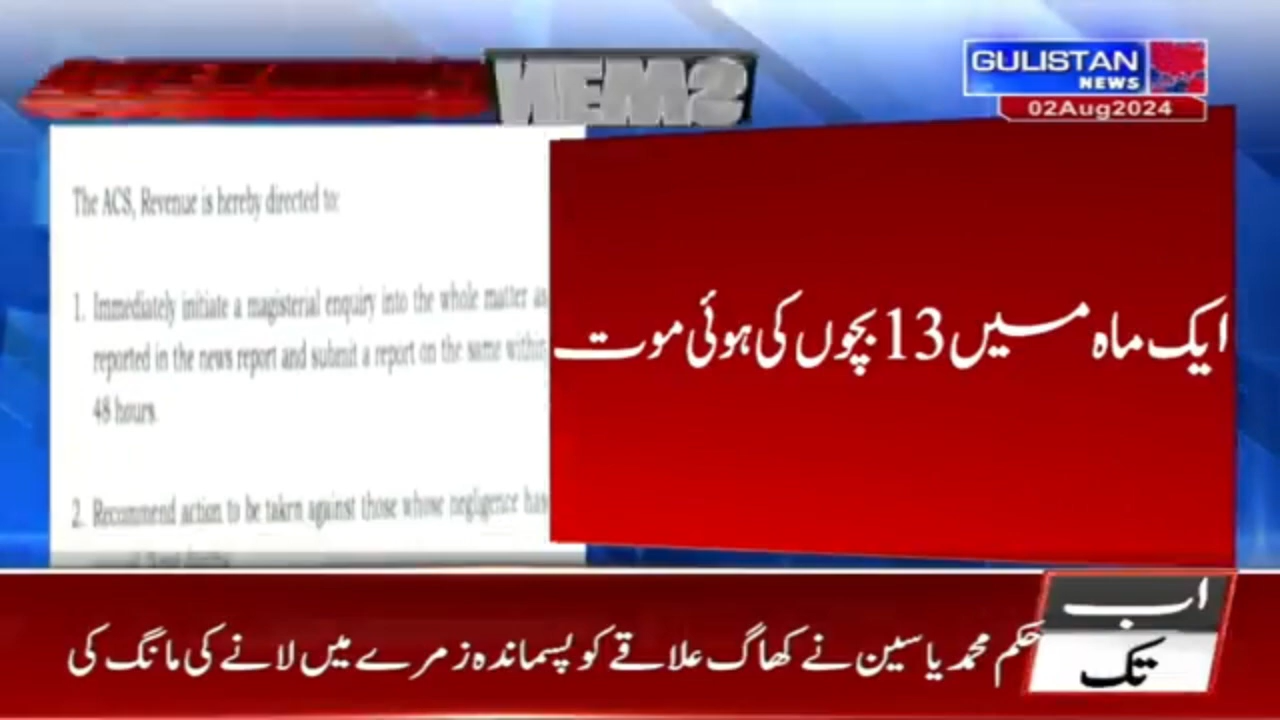 GULISTAN
NEWS
02Aug2024
NEWS
The ACS, Revenue is hereby directed to:
1. Immediately initiate a magisterial enquiry into the whole matter as
reported in the news report and submit a report on the same within
48 hours.
2. Recommend action to be taken against those whose negligence has
ایک ماہ میں 13 بچوں کی ہوئی موت
اب
تک
حکم محمد یاسین نے کھاگ علاقے کو پسماندہ زمرے میں لانے کی مانگ کی